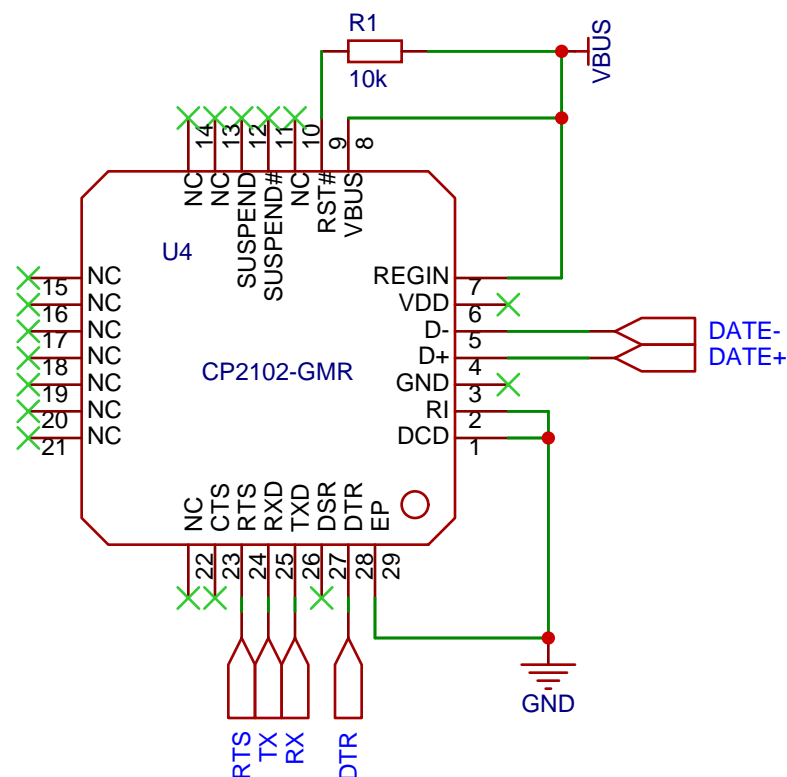 R1
10k
VBUS
14
13
12
11
10
9
8
NC
NC
SUSPEND
SUSPEND#
NC
RST#
VBUS
U4
CP2102-GMR
NC
15
NC
16
NC
17
NC
18
NC
19
NC
20
NC
21
REGIN
7
VDD
6
D-
5
D+
4
GND
3
RI
2
DCD
1
DATE-
DATE+
NC
CTS
RTS
RXD
TXD
DSR
DTR
EP
22
23
24
25
26
27
28
29
RTS
TX
RX
DTR
GND